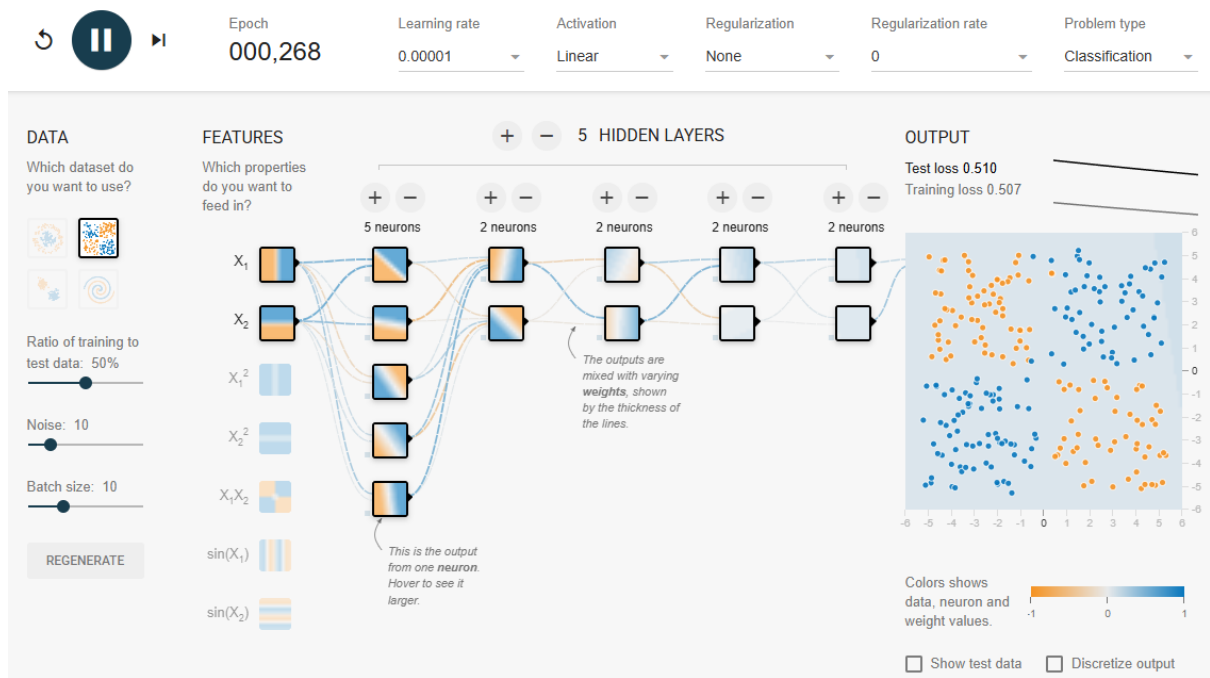 Epoch
000,268
Learning rate
0.00001
Activation
Linear
Regularization
None
Regularization rate
0
Problem type
Classification
DATA
Which dataset do
you want to use?
Ratio of training to
test data: 50%
Noise: 10
Batch size: 10
REGENERATE
FEATURES
Which properties
do you want to
feed in?
X1
X2
X1²
X2²
X1X2
sin(X1)
sin(X2)
+ − 5 HIDDEN LAYERS
+ − + − + − + − + −
5 neurons 2 neurons 2 neurons 2 neurons 2 neurons
The outputs are
mixed with varying
weights, shown
by the thickness of
the lines.
This is the output
from one neuron.
Hover to see it
larger.
OUTPUT
Test loss 0.510
Training loss 0.507
6
5
4
3
2
1
0
-1
-2
-3
-4
-5
-6
-6 -5 -4 -3 -2 -1 0 1 2 3 4 5 6
Colors shows
data, neuron and
weight values.
-1 0 1
Show test data
Discretize output